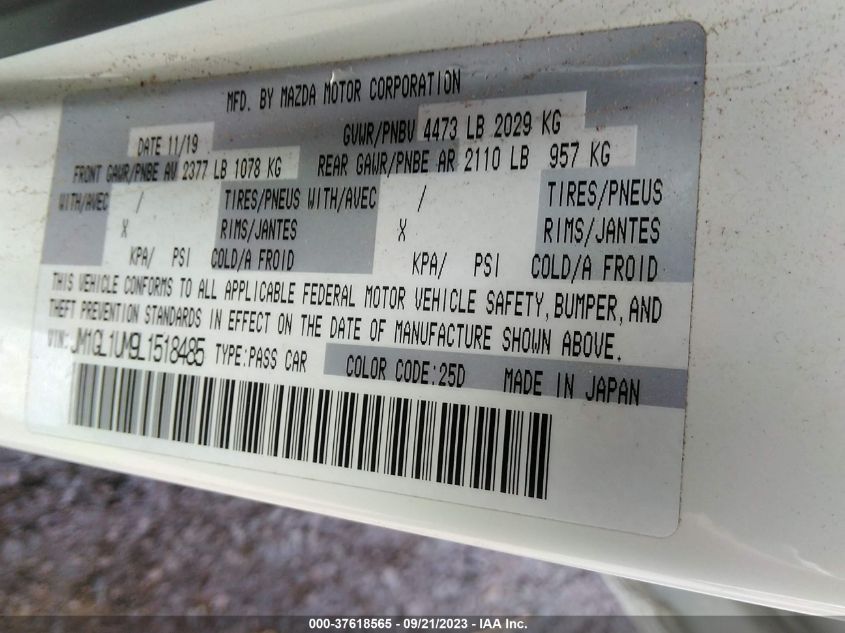 MFD. BY MAZDA MOTOR CORPORATION
DATE 11/19 GVWR/PNBV 4473 LB 2029 KG
FRONT GAWR/PNBE AV 2377 LB 1078 KG REAR GAWR/PNBE AR 2110 LB 957 KG
WITH/AVEC / TIRES/PNEUS WITH/AVEC / TIRES/PNEUS
X RIMS/JANTES X RIMS/JANTES
KPA/ PSI COLD/A FROID KPA/ PSI COLD/A FROID
THIS VEHICLE CONFORMS TO ALL APPLICABLE FEDERAL MOTOR VEHICLE SAFETY, BUMPER, AND
THEFT PREVENTION STANDARDS IN EFFECT ON THE DATE OF MANUFACTURE SHOWN ABOVE.
VIN: JM1GL1UM9L1518485 TYPE:PASS CAR COLOR CODE:25D MADE IN JAPAN
000-37618565 - 09/21/2023 - IAA Inc.